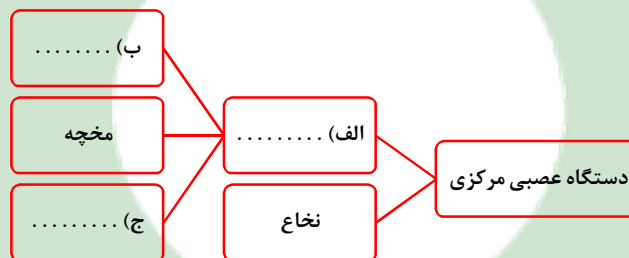 دستگاه عصبی مرکزی
الف) . . . . . . . . .
نخاع
ب) . . . . . . . .
مخچه
ج) . . . . . . . . .